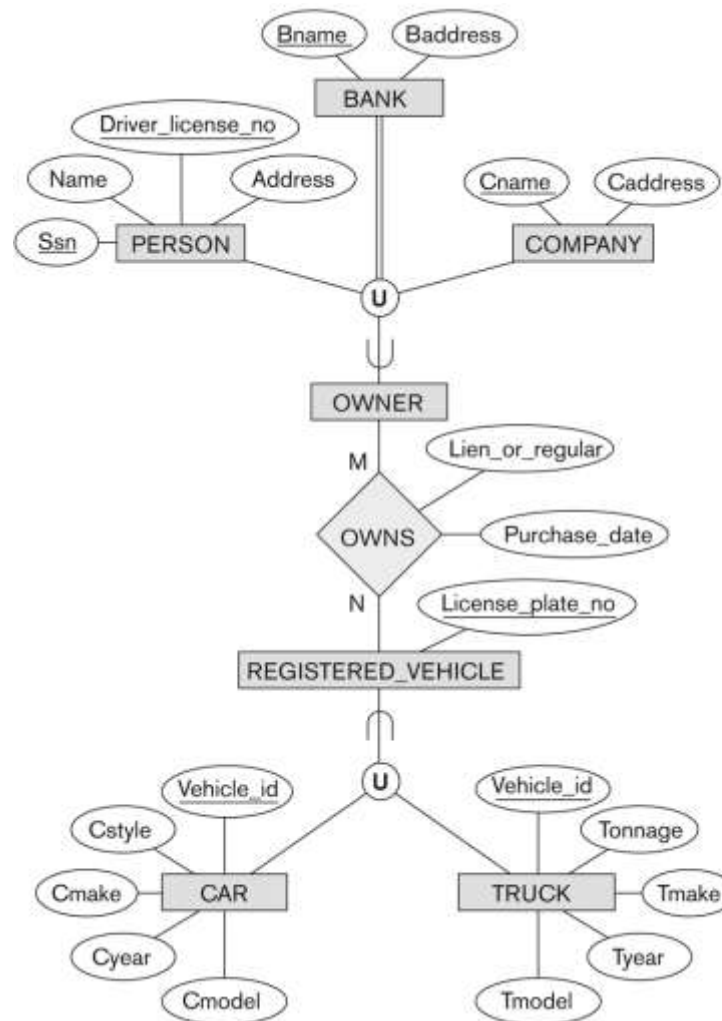 Bname
Baddress
BANK
Driver_license_no
Name
Address
Cname
Caddress
Ssn
PERSON
COMPANY
U
OWNER
M
Lien_or_regular
OWNS
Purchase_date
N
License_plate_no
REGISTERED_VEHICLE
U
Vehicle_id
Vehicle_id
Cstyle
Tonnage
Cmake
CAR
TRUCK
Tmake
Cyear
Tyear
Cmodel
Tmodel